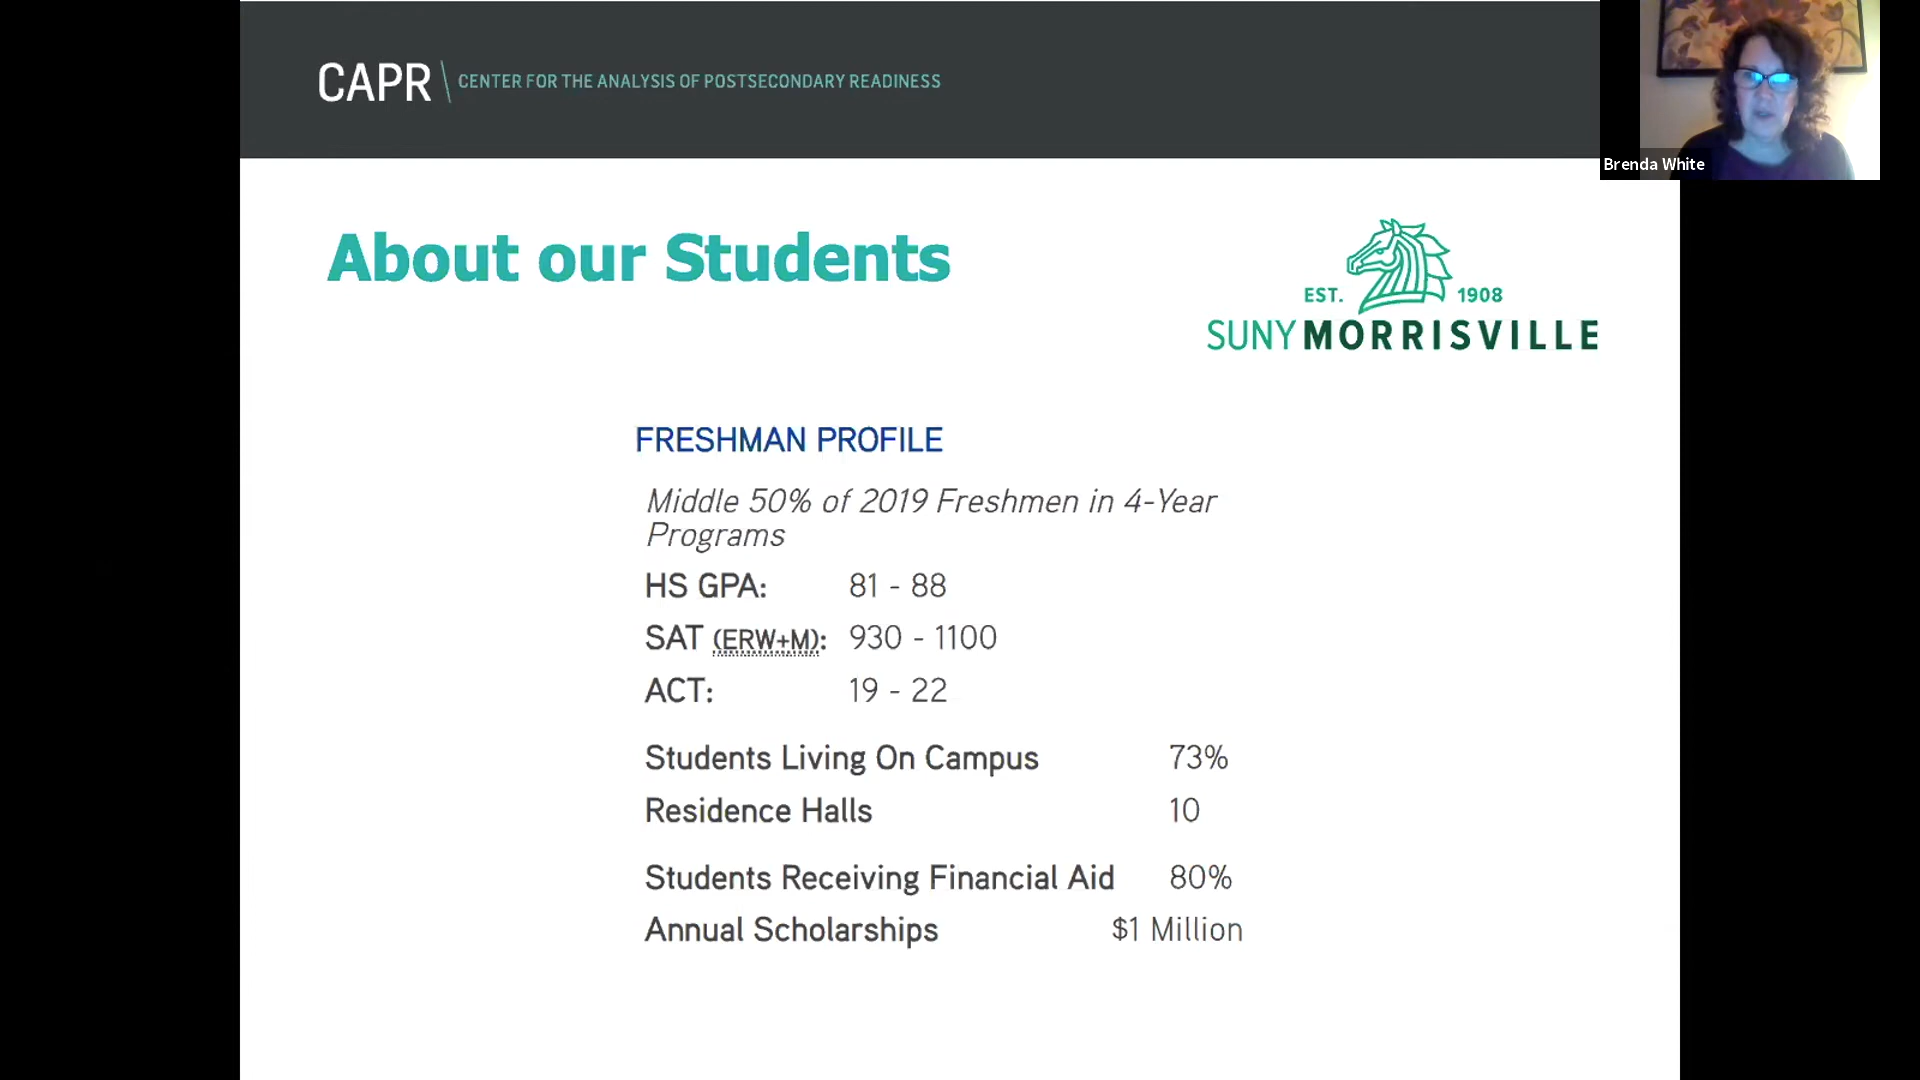 CAPR \ CENTER FOR THE ANALYSIS OF POSTSECONDARY READINESS
Brenda White
About our Students
EST. 1908
SUNY MORRISVILLE
FRESHMAN PROFILE
Middle 50% of 2019 Freshmen in 4-Year
Programs
HS GPA: 81 - 88
SAT (ERW+M): 930 - 1100
ACT: 19 - 22
Students Living On Campus 73%
Residence Halls 10
Students Receiving Financial Aid 80%
Annual Scholarships $1 Million